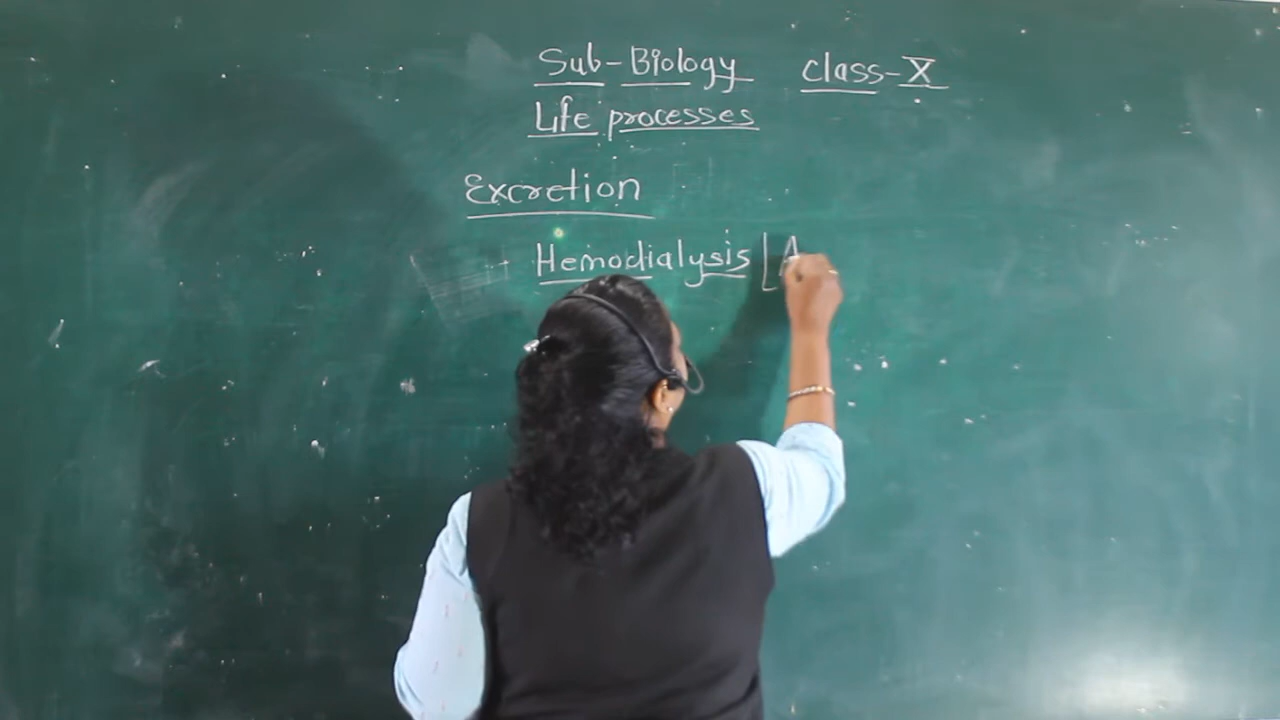 Sub-Biology class-X
Life processes
Excretion
Hemodialysis [A